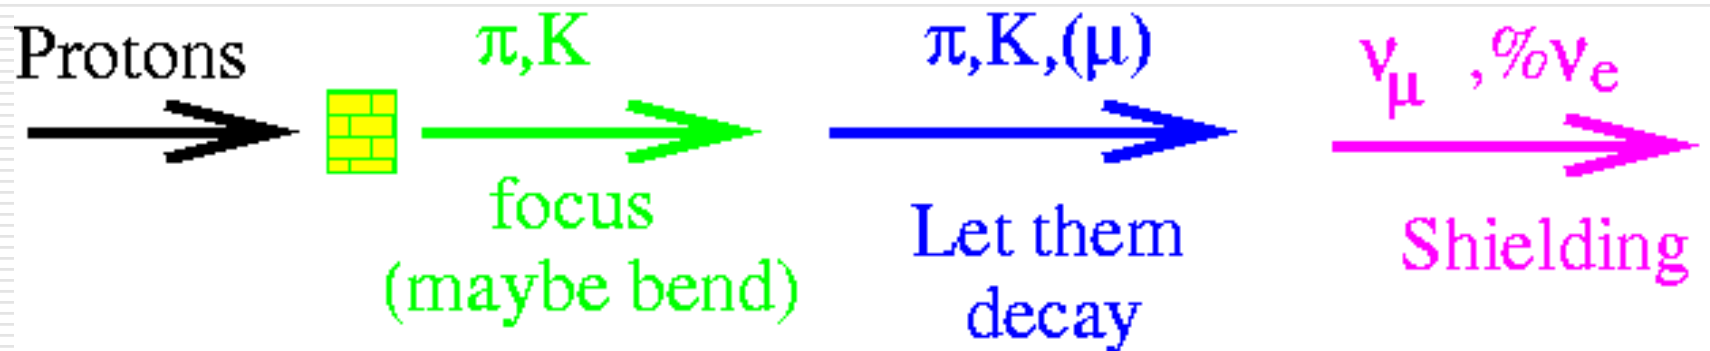 Protons
π,K
focus
(maybe bend)
π,K,(μ)
Let them
decay
νμ ,%νe
Shielding